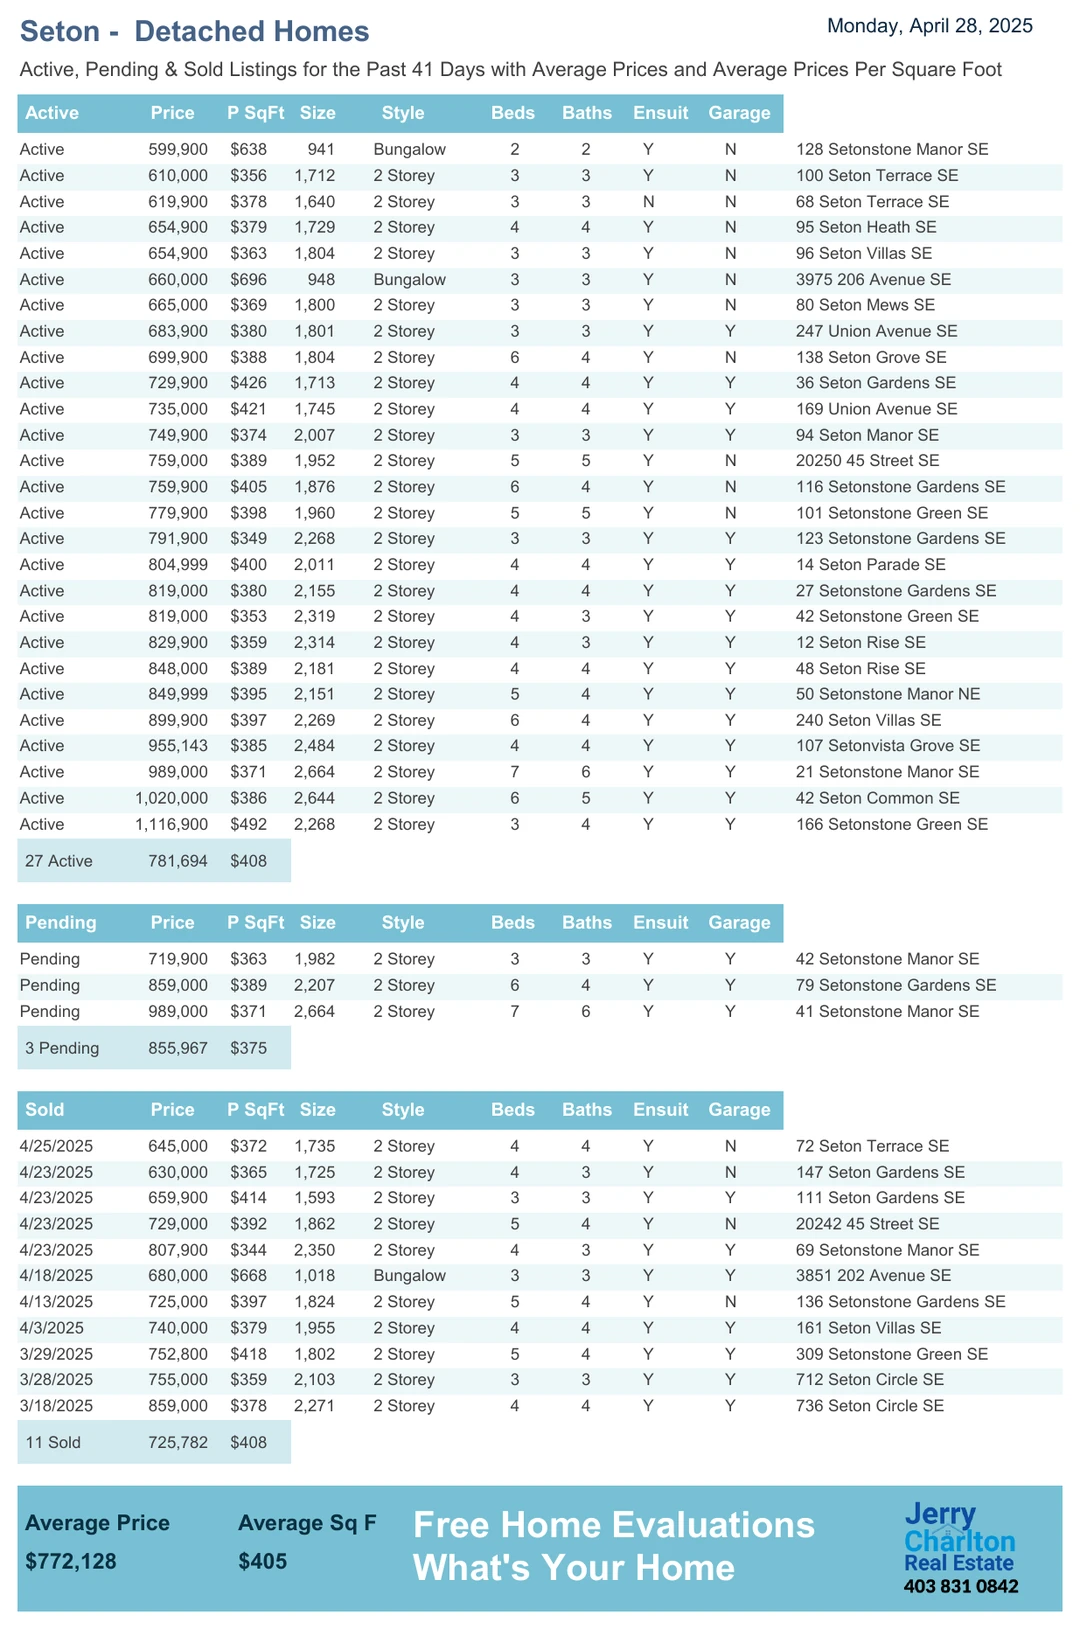 Seton -  Detached Homes
Monday, April 28, 2025
Active, Pending & Sold Listings for the Past 41 Days with Average Prices and Average Prices Per Square Foot
Active Price P SqFt Size Style Beds Baths Ensuit Garage
Active 599,900 $638 941 Bungalow 2 2 Y N 128 Setonstone Manor SE
Active 610,000 $356 1,712 2 Storey 3 3 Y N 100 Seton Terrace SE
Active 619,900 $378 1,640 2 Storey 3 3 N N 68 Seton Terrace SE
Active 654,900 $379 1,729 2 Storey 4 4 Y N 95 Seton Heath SE
Active 654,900 $363 1,804 2 Storey 3 3 Y N 96 Seton Villas SE
Active 660,000 $696 948 Bungalow 3 3 Y N 3975 206 Avenue SE
Active 665,000 $369 1,800 2 Storey 3 3 Y N 80 Seton Mews SE
Active 683,900 $380 1,801 2 Storey 3 3 Y Y 247 Union Avenue SE
Active 699,900 $388 1,804 2 Storey 6 4 Y N 138 Seton Grove SE
Active 729,900 $426 1,713 2 Storey 4 4 Y Y 36 Seton Gardens SE
Active 735,000 $421 1,745 2 Storey 4 4 Y Y 169 Union Avenue SE
Active 749,900 $374 2,007 2 Storey 3 3 Y Y 94 Seton Manor SE
Active 759,000 $389 1,952 2 Storey 5 5 Y N 20250 45 Street SE
Active 759,900 $405 1,876 2 Storey 6 4 Y N 116 Setonstone Gardens SE
Active 779,900 $398 1,960 2 Storey 5 5 Y N 101 Setonstone Green SE
Active 791,900 $349 2,268 2 Storey 3 3 Y Y 123 Setonstone Gardens SE
Active 804,999 $400 2,011 2 Storey 4 4 Y Y 14 Seton Parade SE
Active 819,000 $380 2,155 2 Storey 4 4 Y Y 27 Setonstone Gardens SE
Active 819,000 $353 2,319 2 Storey 4 3 Y Y 42 Setonstone Green SE
Active 829,900 $359 2,314 2 Storey 4 3 Y Y 12 Seton Rise SE
Active 848,000 $389 2,181 2 Storey 4 4 Y Y 48 Seton Rise SE
Active 849,999 $395 2,151 2 Storey 5 4 Y Y 50 Setonstone Manor NE
Active 899,900 $397 2,269 2 Storey 6 4 Y Y 240 Seton Villas SE
Active 955,143 $385 2,484 2 Storey 4 4 Y Y 107 Setonvista Grove SE
Active 989,000 $371 2,664 2 Storey 7 6 Y Y 21 Setonstone Manor SE
Active 1,020,000 $386 2,644 2 Storey 6 5 Y Y 42 Seton Common SE
Active 1,116,900 $492 2,268 2 Storey 3 4 Y Y 166 Setonstone Green SE
27 Active 781,694 $408
Pending Price P SqFt Size Style Beds Baths Ensuit Garage
Pending 719,900 $363 1,982 2 Storey 3 3 Y Y 42 Setonstone Manor SE
Pending 859,000 $389 2,207 2 Storey 6 4 Y Y 79 Setonstone Gardens SE
Pending 989,000 $371 2,664 2 Storey 7 6 Y Y 41 Setonstone Manor SE
3 Pending 855,967 $375
Sold Price P SqFt Size Style Beds Baths Ensuit Garage
4/25/2025 645,000 $372 1,735 2 Storey 4 4 Y N 72 Seton Terrace SE
4/23/2025 630,000 $365 1,725 2 Storey 4 3 Y N 147 Seton Gardens SE
4/23/2025 659,900 $414 1,593 2 Storey 3 3 Y Y 111 Seton Gardens SE
4/23/2025 729,000 $392 1,862 2 Storey 5 4 Y N 20242 45 Street SE
4/23/2025 807,900 $344 2,350 2 Storey 4 3 Y Y 69 Setonstone Manor SE
4/18/2025 680,000 $668 1,018 Bungalow 3 3 Y Y 3851 202 Avenue SE
4/13/2025 725,000 $397 1,824 2 Storey 5 4 Y N 136 Setonstone Gardens SE
4/3/2025 740,000 $379 1,955 2 Storey 4 4 Y Y 161 Seton Villas SE
3/29/2025 752,800 $418 1,802 2 Storey 5 4 Y Y 309 Setonstone Green SE
3/28/2025 755,000 $359 2,103 2 Storey 3 3 Y Y 712 Seton Circle SE
3/18/2025 859,000 $378 2,271 2 Storey 4 4 Y Y 736 Seton Circle SE
11 Sold 725,782 $408
Average Price Average Sq F
$772,128 $405
Free Home Evaluations
What's Your Home
Jerry
Charlton
Real Estate
403 831 0842